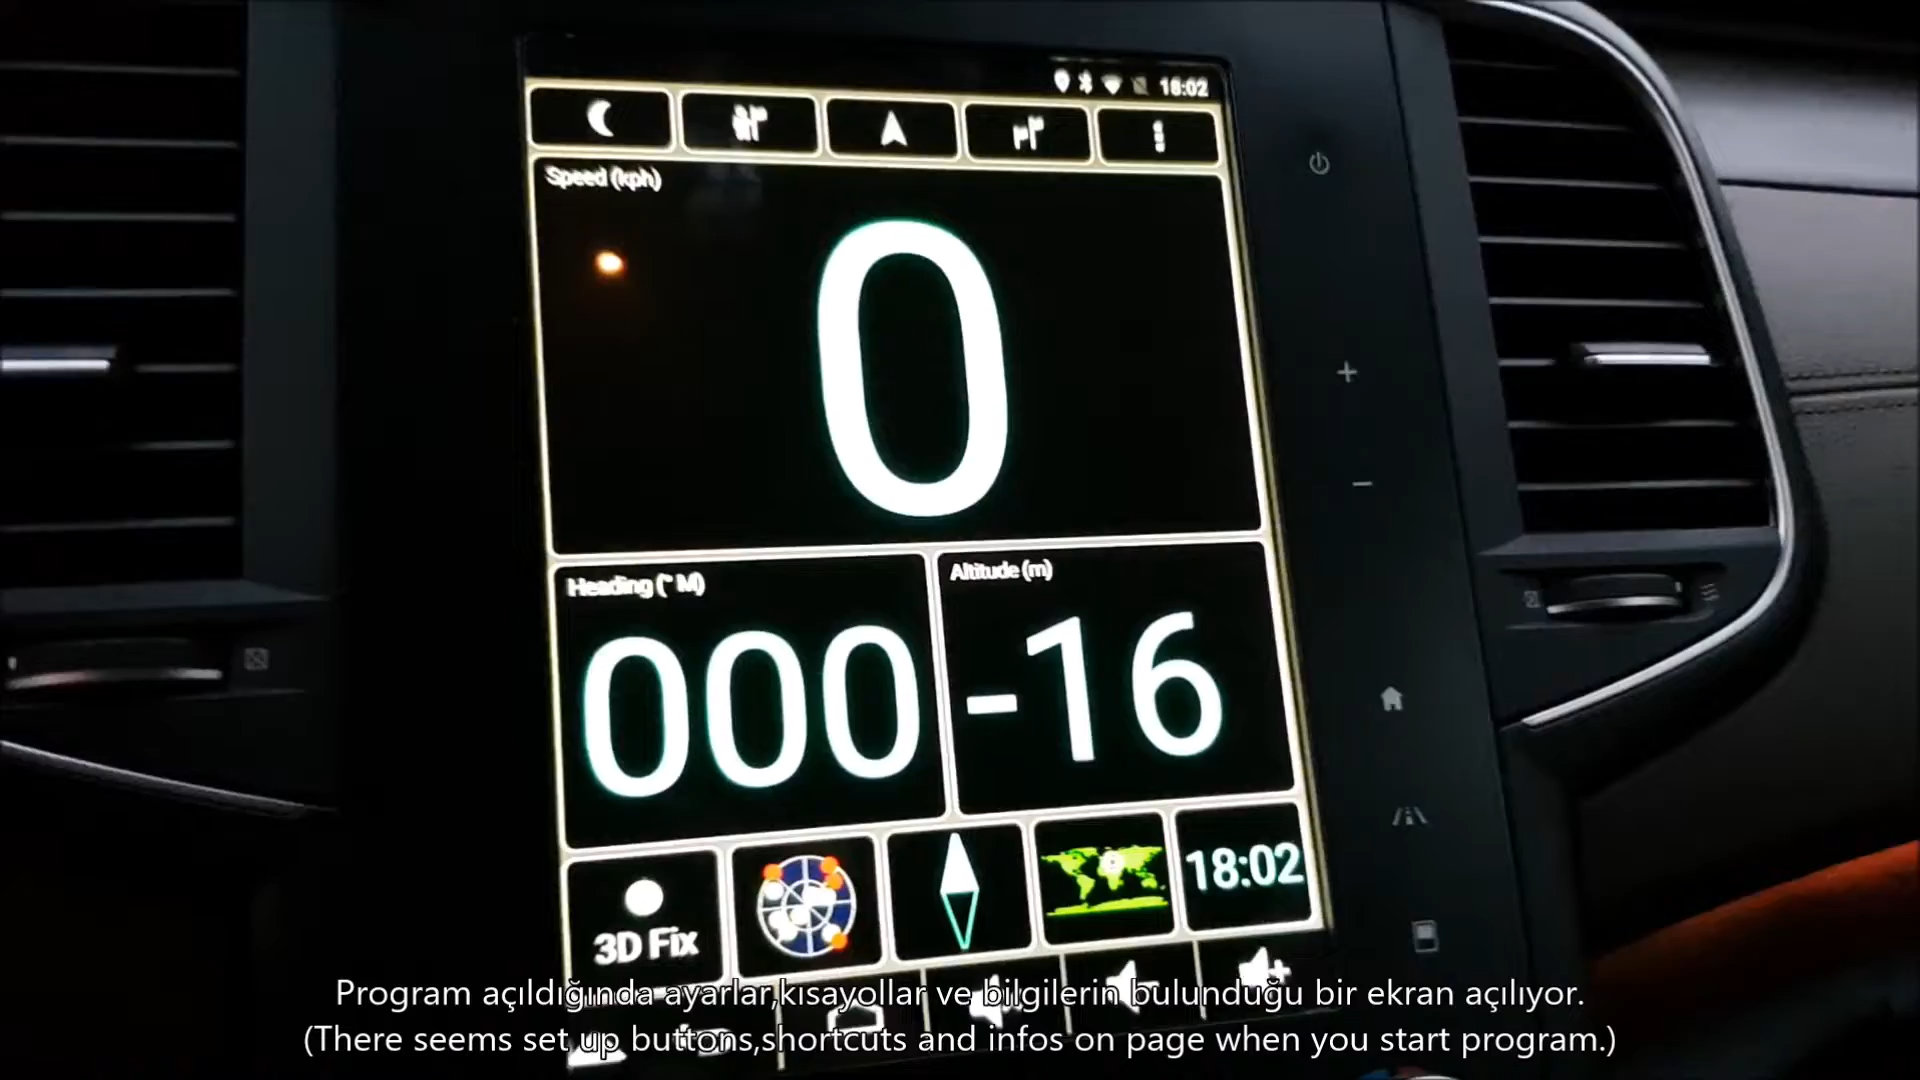 18:02
Speed (kph)
0
Heading (° M)
Altitude (m)
000
-16
3D Fix
18:02
Program açıldığında ayarlar,kısayollar ve bilgilerin bulunduğu bir ekran açılıyor.
(There seems set up buttons,shortcuts and infos on page when you start program.)